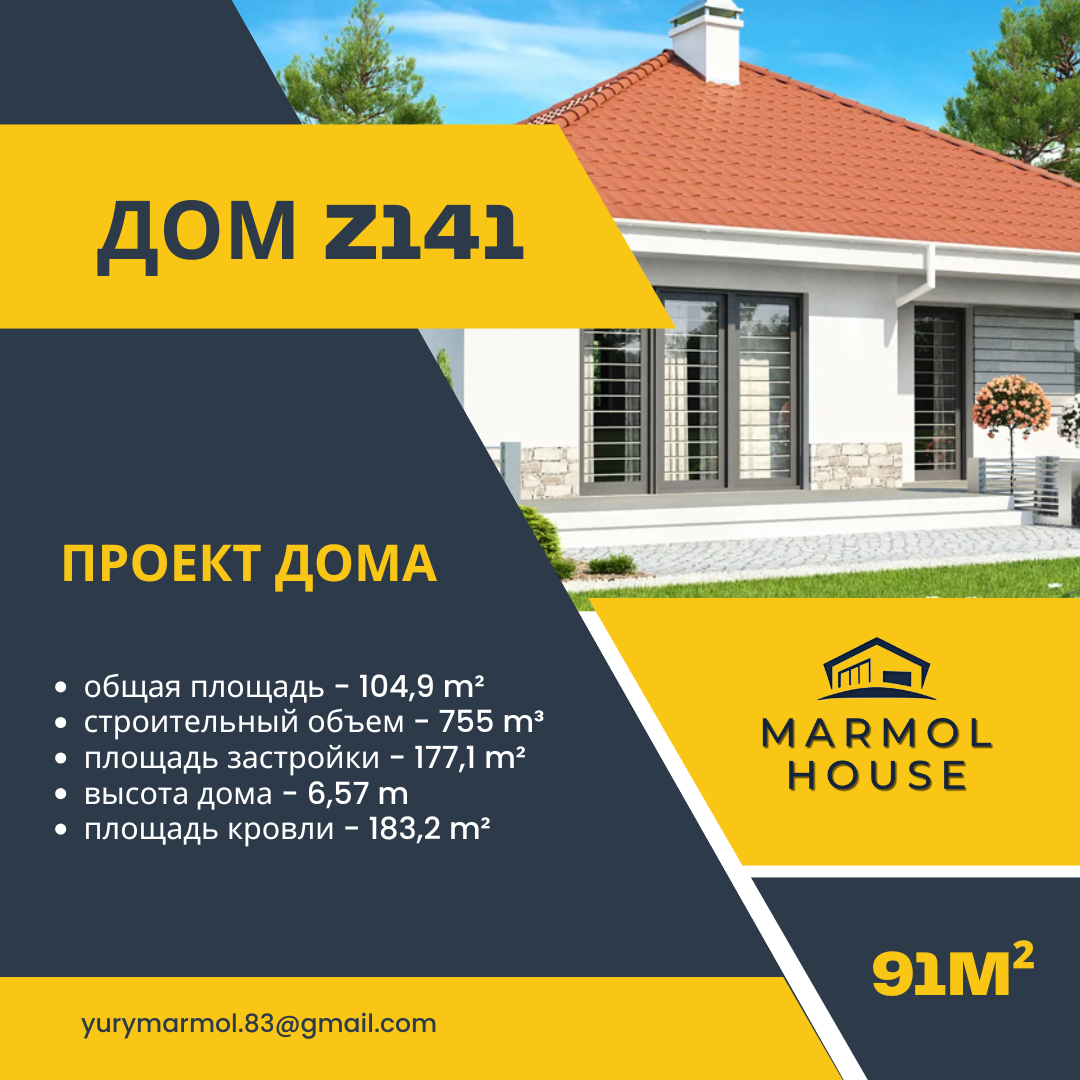 ДОМ Z141
ПРОЕКТ ДОМА
• общая площадь - 104,9 m²
• строительный объем - 755 m³
• площадь застройки - 177,1 m²
• высота дома - 6,57 m
• площадь кровли - 183,2 m²
MARMOL
HOUSE
91M²
yurymarmol.83@gmail.com